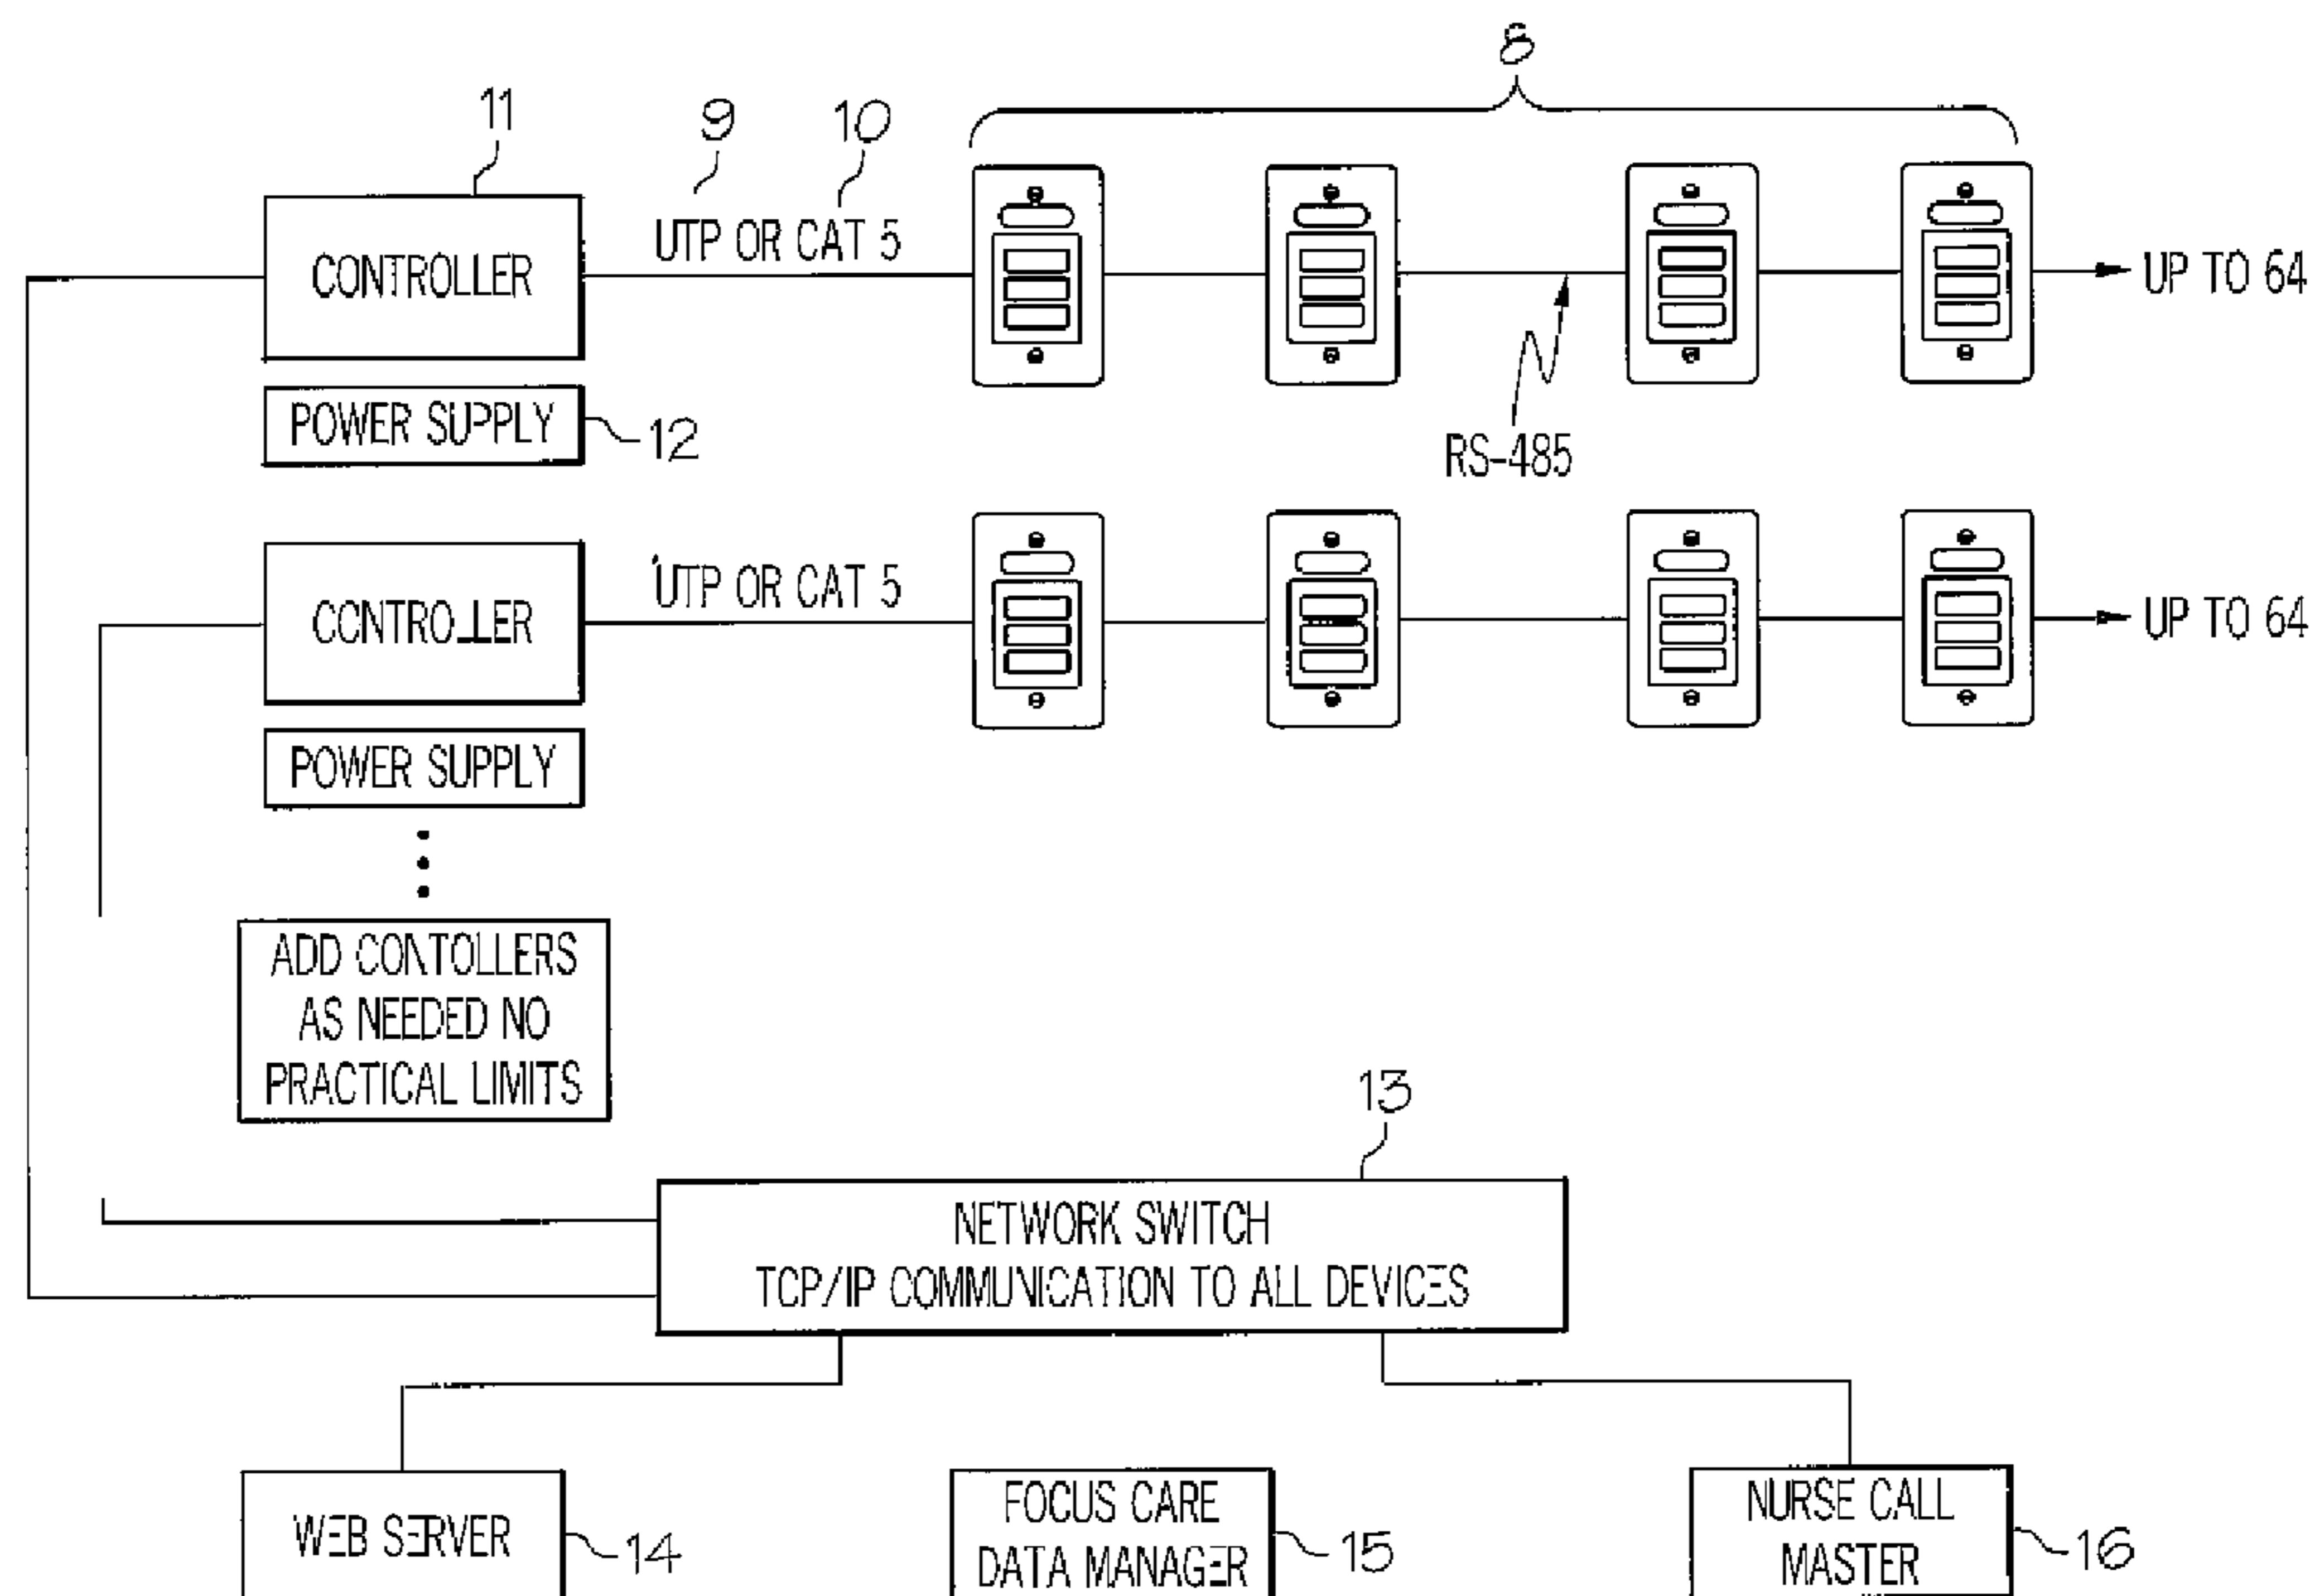 8
11
9
10
CONTROLLER
UTP OR CAT 5
UP TO 64
POWER SUPPLY
12
RS-485
CONTROLLER
UTP OR CAT 5
UP TO 64
POWER SUPPLY
ADD CONTOLLERS
AS NEEDED NO
PRACTICAL LIMITS
13
NETWORK SWITCH
TCP/IP COMMUNICATION TO ALL DEVICES
WEB SERVER
14
FOCUS CARE
DATA MANAGER
15
NURSE CALL
MASTER
16